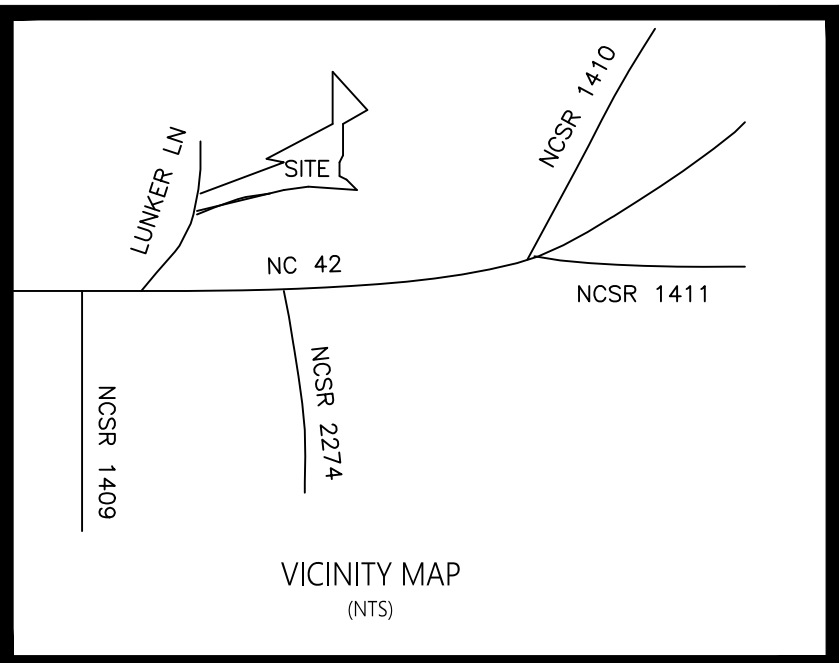 NCSR 1410
LUNKER LN
SITE
NC 42
NCSR 1411
NCSR 1409
NCSR 2274
VICINITY MAP
(NTS)